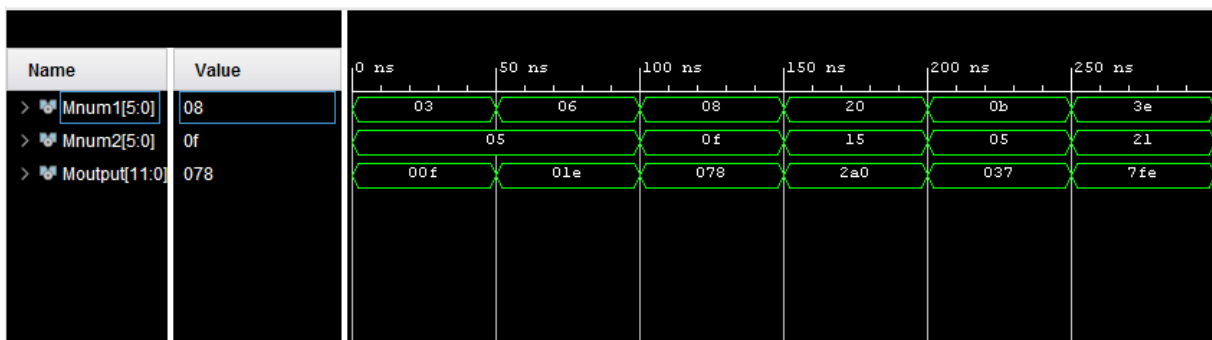 Name Value 0 ns 50 ns 100 ns 150 ns 200 ns 250 ns
> Mnum1[5:0] 08 03 06 08 20 0b 3e
> Mnum2[5:0] 0f 05 0f 15 05 21
> Moutput[11:0] 078 00f 01e 078 2a0 037 7fe